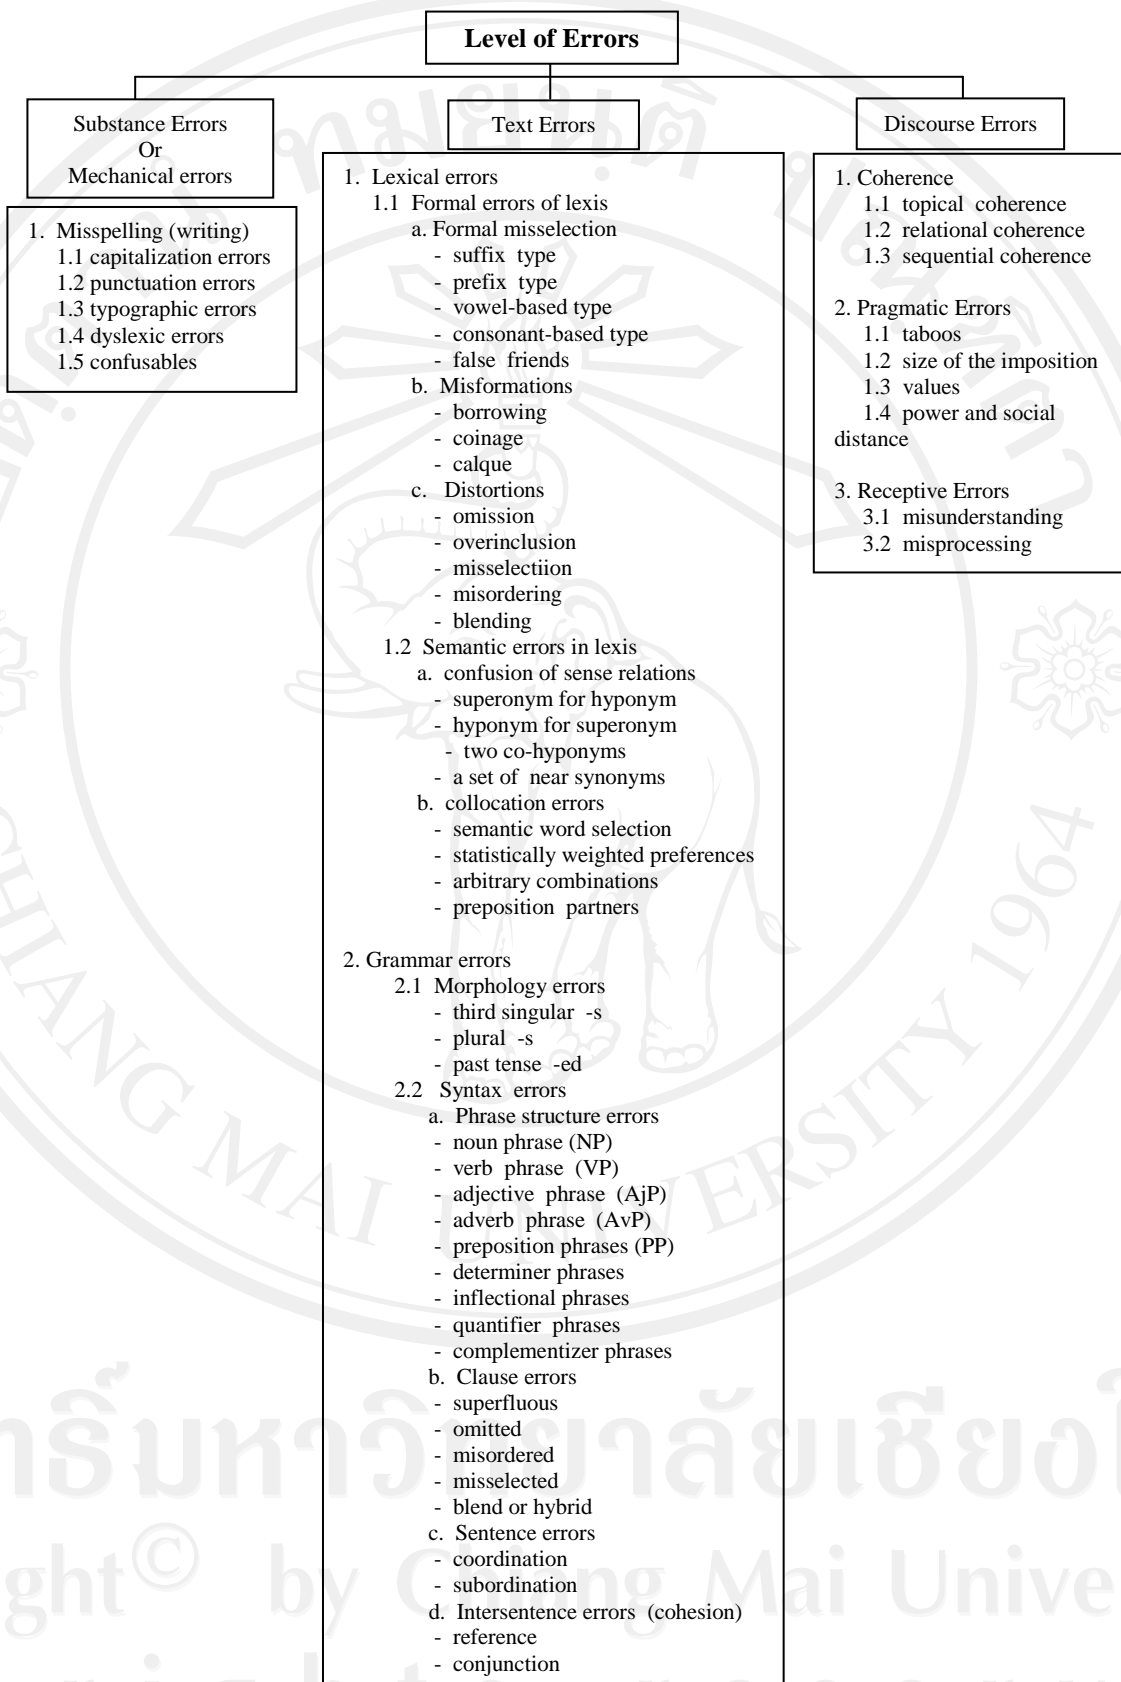 Level of Errors
Substance Errors
Or
Mechanical errors
1. Misspelling (writing)
1.1 capitalization errors
1.2 punctuation errors
1.3 typographic errors
1.4 dyslexic errors
1.5 confusables
Text Errors
1. Lexical errors
1.1 Formal errors of lexis
a. Formal misselection
- suffix type
- prefix type
- vowel-based type
- consonant-based type
- false friends
b. Misformations
- borrowing
- coinage
- calque
c. Distortions
- omission
- overinclusion
- misselectiion
- misordering
- blending
1.2 Semantic errors in lexis
a. confusion of sense relations
- superonym for hyponym
- hyponym for superonym
- two co-hyponyms
- a set of near synonyms
b. collocation errors
- semantic word selection
- statistically weighted preferences
- arbitrary combinations
- preposition partners
2. Grammar errors
2.1 Morphology errors
- third singular -s
- plural -s
- past tense -ed
2.2 Syntax errors
a. Phrase structure errors
- noun phrase (NP)
- verb phrase (VP)
- adjective phrase (AjP)
- adverb phrase (AvP)
- preposition phrases (PP)
- determiner phrases
- inflectional phrases
- quantifier phrases
- complementizer phrases
b. Clause errors
- superfluous
- omitted
- misordered
- misselected
- blend or hybrid
c. Sentence errors
- coordination
- subordination
d. Intersentence errors (cohesion)
- reference
- conjunction
Discourse Errors
1. Coherence
1.1 topical coherence
1.2 relational coherence
1.3 sequential coherence
2. Pragmatic Errors
1.1 taboos
1.2 size of the imposition
1.3 values
1.4 power and social
distance
3. Receptive Errors
3.1 misunderstanding
3.2 misprocessing
CHIANG MAI UNIVERSITY 1964
ght © by Chiang Mai Unive